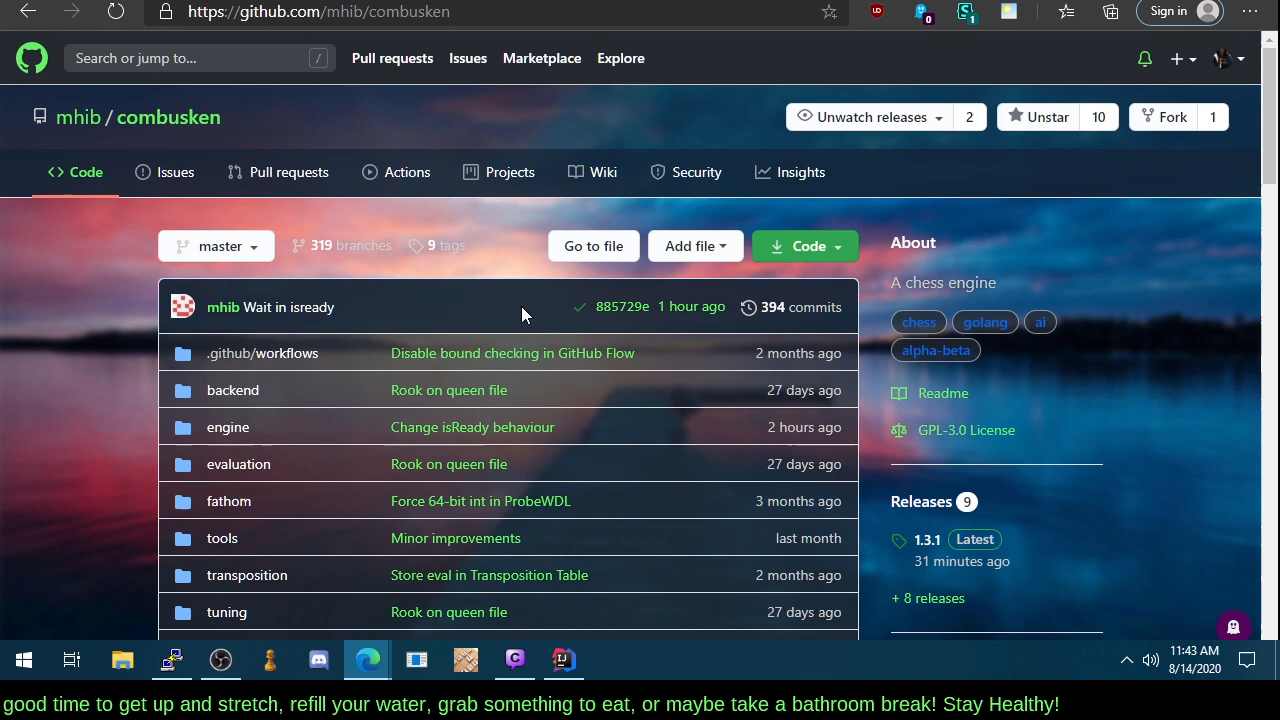 https://github.com/mhib/combusken
0
1
Sign in
Search or jump to...
/
Pull requests
Issues
Marketplace
Explore
mhib / combusken
Unwatch releases
2
Unstar
10
Fork
1
Code
Issues
Pull requests
Actions
Projects
Wiki
Security
Insights
master
319 branches
9 tags
Go to file
Add file
Code
mhib Wait in isready
885729e 1 hour ago
394 commits
.github/workflows Disable bound checking in GitHub Flow 2 months ago
backend Rook on queen file 27 days ago
engine Change isReady behaviour 2 hours ago
evaluation Rook on queen file 27 days ago
fathom Force 64-bit int in ProbeWDL 3 months ago
tools Minor improvements last month
transposition Store eval in Transposition Table 2 months ago
tuning Rook on queen file 27 days ago
About
A chess engine
chess golang ai
alpha-beta
Readme
GPL-3.0 License
Releases 9
1.3.1 Latest
31 minutes ago
+ 8 releases
11:43 AM
8/14/2020
good time to get up and stretch, refill your water, grab something to eat, or maybe take a bathroom break! Stay Healthy!